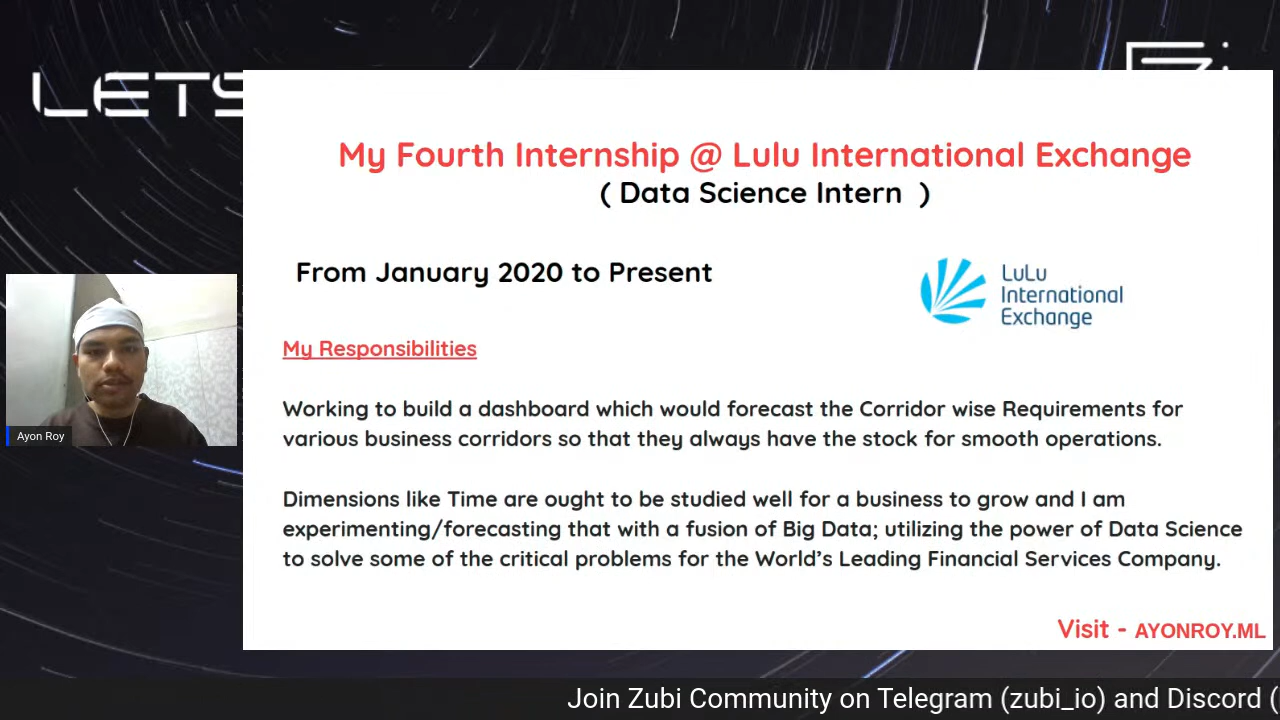 LETS
My Fourth Internship @ Lulu International Exchange
( Data Science Intern )
From January 2020 to Present
LuLu
International
Exchange
My Responsibilities
Working to build a dashboard which would forecast the Corridor wise Requirements for
various business corridors so that they always have the stock for smooth operations.
Dimensions like Time are ought to be studied well for a business to grow and I am
experimenting/forecasting that with a fusion of Big Data; utilizing the power of Data Science
to solve some of the critical problems for the World's Leading Financial Services Company.
Visit - AYONROY.ML
Ayon Roy
Join Zubi Community on Telegram (zubi_io) and Discord (